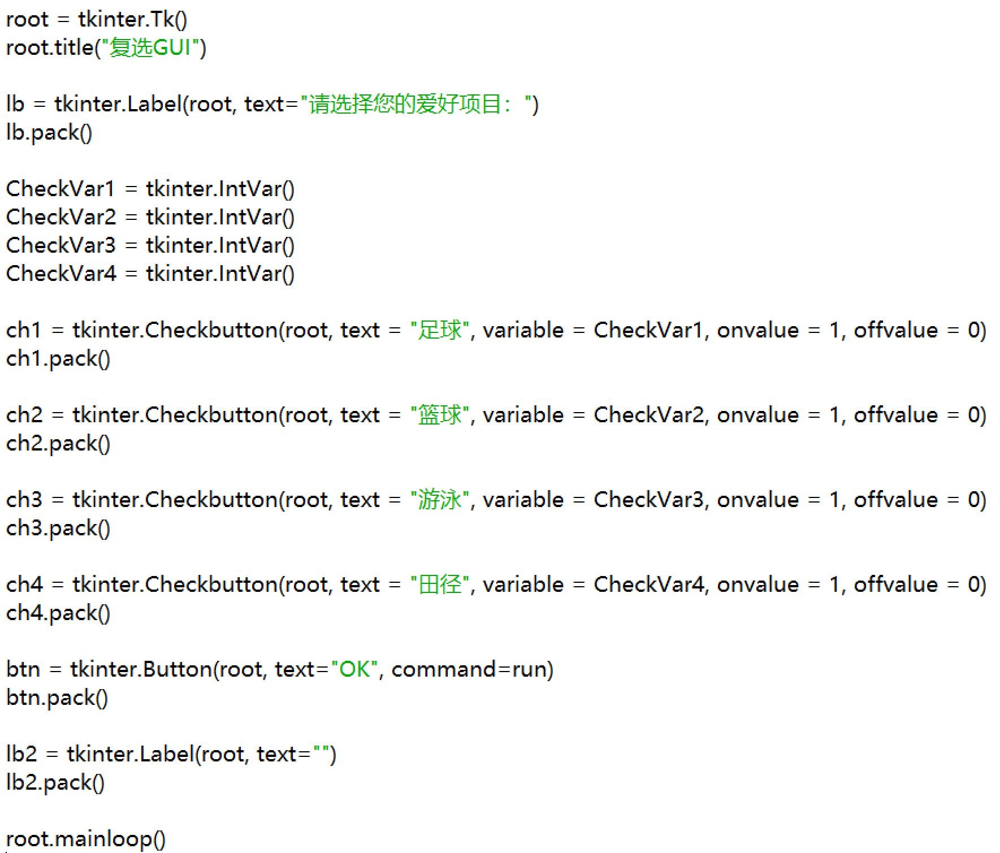 root = tkinter.Tk()
root.title("复选GUI")
lb = tkinter.Label(root, text="请选择您的爱好项目：")
lb.pack()
CheckVar1 = tkinter.IntVar()
CheckVar2 = tkinter.IntVar()
CheckVar3 = tkinter.IntVar()
CheckVar4 = tkinter.IntVar()
ch1 = tkinter.Checkbutton(root, text = "足球", variable = CheckVar1, onvalue = 1, offvalue = 0)
ch1.pack()
ch2 = tkinter.Checkbutton(root, text = "篮球", variable = CheckVar2, onvalue = 1, offvalue = 0)
ch2.pack()
ch3 = tkinter.Checkbutton(root, text = "游泳", variable = CheckVar3, onvalue = 1, offvalue = 0)
ch3.pack()
ch4 = tkinter.Checkbutton(root, text = "田径", variable = CheckVar4, onvalue = 1, offvalue = 0)
ch4.pack()
btn = tkinter.Button(root, text="OK", command=run)
btn.pack()
lb2 = tkinter.Label(root, text="")
lb2.pack()
root.mainloop()